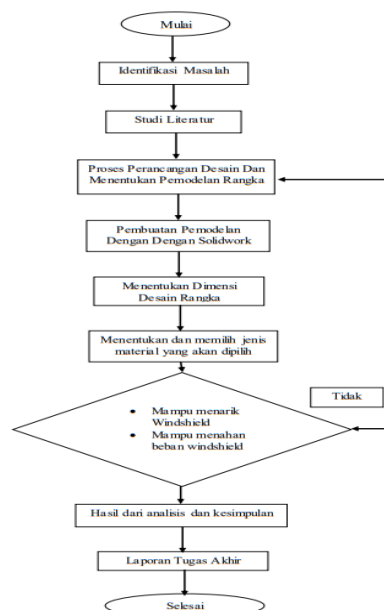 Mulai
Identifikasi Masalah
Studi Literatur
Proses Perancangan Desain Dan
Menentukan Pemodelan Rangka
Pembuatan Pemodelan
Dengan Dengan Solidwork
Menentukan Dimensi
Desain Rangka
Menentukan dan memilih jenis
material yang akan dipilih
Tidak
• Mampu menarik
Windshield
• Mampu menahan
beban windshield
Hasil dari analisis dan kesimpulan
Laporan Tugas Akhir
Selesai